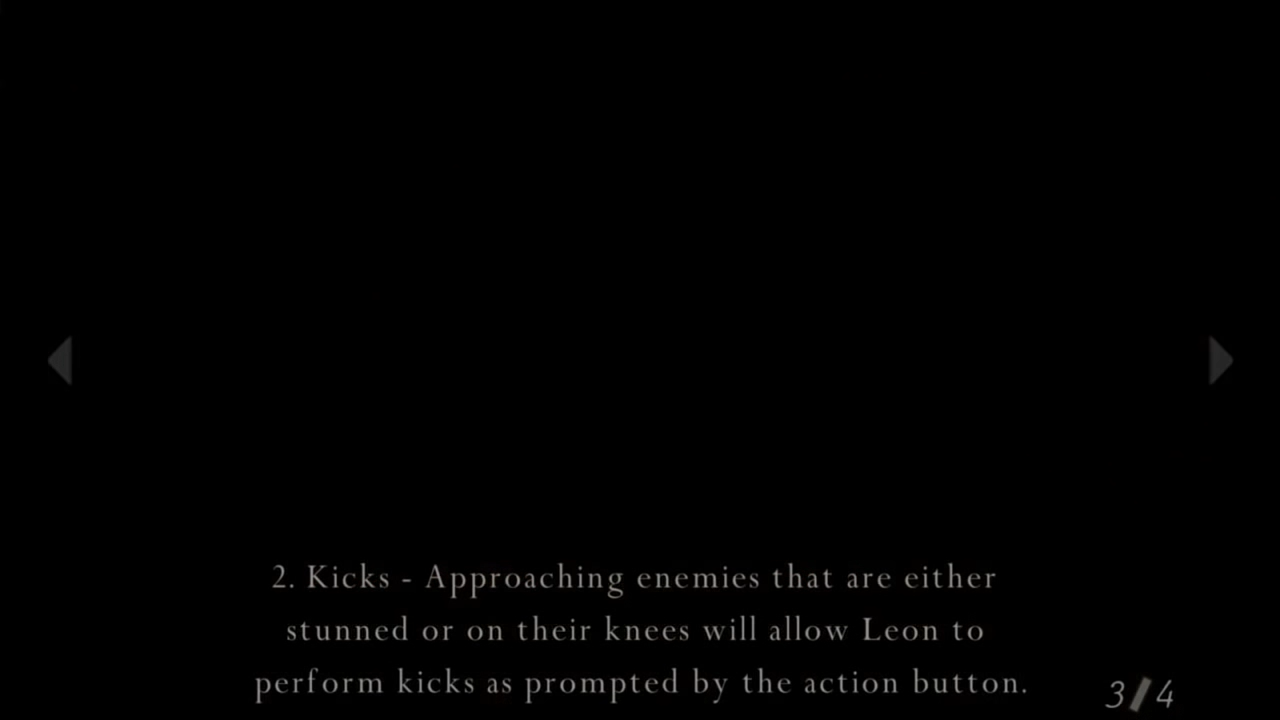 2. Kicks - Approaching enemies that are either
stunned or on their knees will allow Leon to
perform kicks as prompted by the action button.
3/4